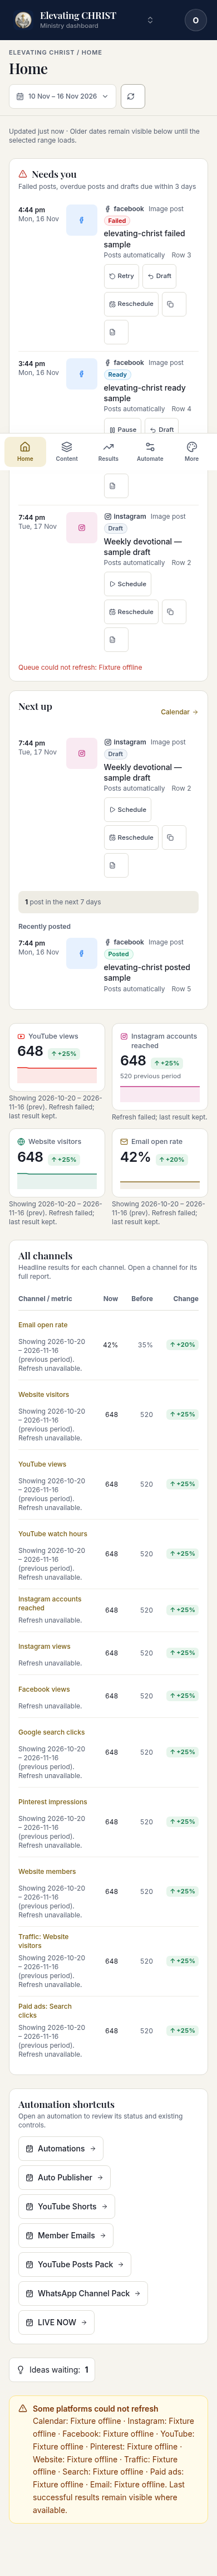 Elevating CHRIST
Ministry dashboard
O
ELEVATING CHRIST / HOME
Home
10 Nov – 16 Nov 2026
Updated just now · Older dates remain visible below until the
selected range loads.
Needs you
Failed posts, overdue posts and drafts due within 3 days
4:44 pm
Mon, 16 Nov
facebook Image post
Failed
elevating-christ failed
sample
Posts automatically Row 3
Retry
Draft
Reschedule
3:44 pm
Mon, 16 Nov
facebook Image post
Ready
elevating-christ ready
sample
Posts automatically Row 4
Pause
Draft
Home
Content
Results
Automate
More
7:44 pm
Tue, 17 Nov
instagram Image post
Draft
Weekly devotional —
sample draft
Posts automatically Row 2
Schedule
Reschedule
Queue could not refresh: Fixture offline
Next up
Calendar →
7:44 pm
Tue, 17 Nov
instagram Image post
Draft
Weekly devotional —
sample draft
Posts automatically Row 2
Schedule
Reschedule
1 post in the next 7 days
Recently posted
7:44 pm
Mon, 16 Nov
facebook Image post
Posted
elevating-christ posted
sample
Posts automatically Row 5
YouTube views
648 ↑ +25%
Showing 2026-10-20 – 2026-
11-16 (prev). Refresh failed;
last result kept.
Instagram accounts
reached
648 ↑ +25%
520 previous period
Refresh failed; last result kept.
Website visitors
648 ↑ +25%
Showing 2026-10-20 – 2026-
11-16 (prev). Refresh failed;
last result kept.
Email open rate
42% ↑ +20%
Showing 2026-10-20 – 2026-
11-16 (prev). Refresh failed;
last result kept.
All channels
Headline results for each channel. Open a channel for its
full report.
Channel / metric Now Before Change
Email open rate
Showing 2026-10-20
– 2026-11-16
(previous period).
Refresh unavailable.
42% 35% ↑ +20%
Website visitors
Showing 2026-10-20
– 2026-11-16
(previous period).
Refresh unavailable.
648 520 ↑ +25%
YouTube views
Showing 2026-10-20
– 2026-11-16
(previous period).
Refresh unavailable.
648 520 ↑ +25%
YouTube watch hours
Showing 2026-10-20
– 2026-11-16
(previous period).
Refresh unavailable.
648 520 ↑ +25%
Instagram accounts
reached
Refresh unavailable.
648 520 ↑ +25%
Instagram views
Refresh unavailable.
648 520 ↑ +25%
Facebook views
Refresh unavailable.
648 520 ↑ +25%
Google search clicks
Showing 2026-10-20
– 2026-11-16
(previous period).
Refresh unavailable.
648 520 ↑ +25%
Pinterest impressions
Showing 2026-10-20
– 2026-11-16
(previous period).
Refresh unavailable.
648 520 ↑ +25%
Website members
Showing 2026-10-20
– 2026-11-16
(previous period).
Refresh unavailable.
648 520 ↑ +25%
Traffic: Website
visitors
Showing 2026-10-20
– 2026-11-16
(previous period).
Refresh unavailable.
648 520 ↑ +25%
Paid ads: Search
clicks
Showing 2026-10-20
– 2026-11-16
(previous period).
Refresh unavailable.
648 520 ↑ +25%
Automation shortcuts
Open an automation to review its status and existing
controls.
Automations →
Auto Publisher →
YouTube Shorts →
Member Emails →
YouTube Posts Pack →
WhatsApp Channel Pack →
LIVE NOW →
Ideas waiting: 1
Some platforms could not refresh
Calendar: Fixture offline · Instagram: Fixture
offline · Facebook: Fixture offline · YouTube:
Fixture offline · Pinterest: Fixture offline ·
Website: Fixture offline · Traffic: Fixture
offline · Search: Fixture offline · Paid ads:
Fixture offline · Email: Fixture offline. Last
successful results remain visible where
available.